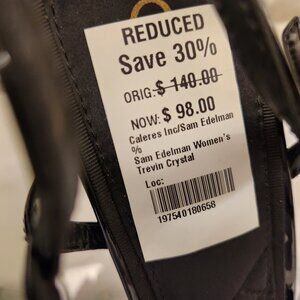 REDUCED
Save 30%
ORIG: $ 140.00
NOW: $ 98.00
Caleres Inc/Sam Edelman
%
Sam Edelman Women's
Trevin Crystal
Loc:
197540180658